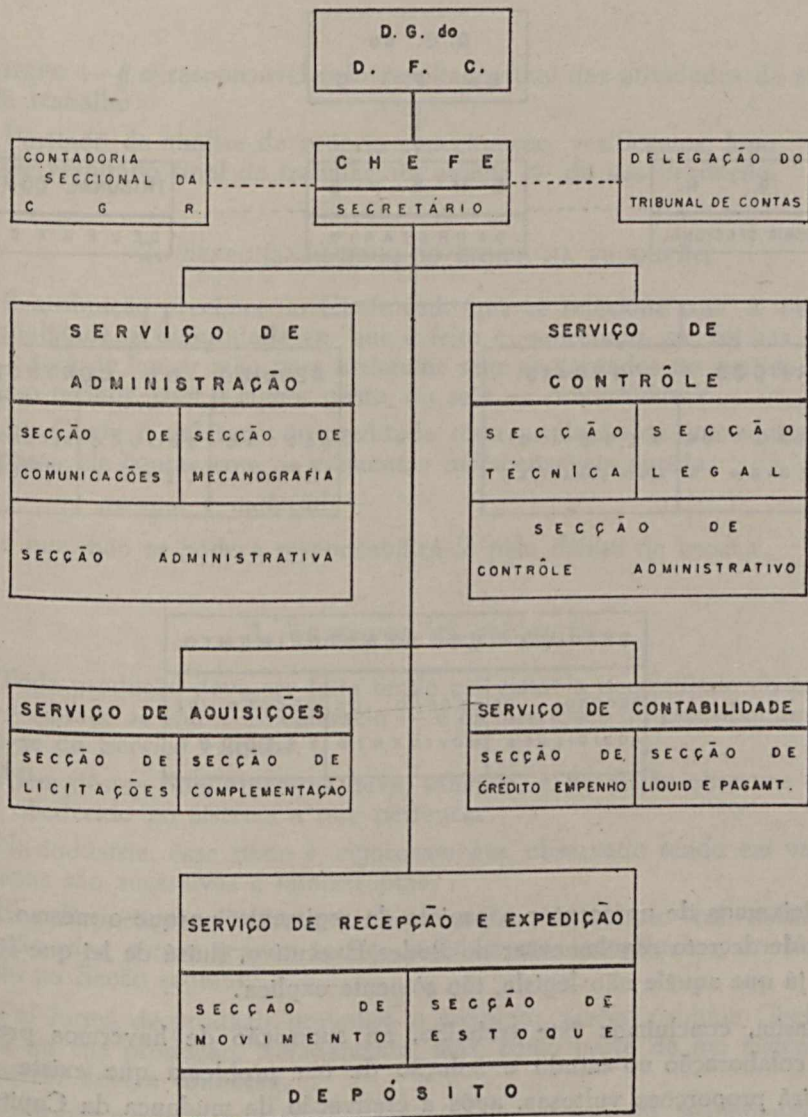 D. G. do
D. F. C.
CONTADORIA
SECCIONAL DA
C G R.
CHEFE
SECRETÁRIO
DELEGAÇÃO DO
TRIBUNAL DE CONTAS
SERVIÇO DE
ADMINISTRAÇÃO
SECÇÃO DE
COMUNICAÇÕES
SECÇÃO DE
MECANOGRAFIA
SECÇÃO ADMINISTRATIVA
SERVIÇO DE
CONTRÔLE
SECÇÃO
TÉCNICA
SECÇÃO
LEGAL
SECÇÃO DE
CONTRÔLE ADMINISTRATIVO
SERVIÇO DE AQUISIÇÕES
SECÇÃO DE
LICITAÇÕES
SECÇÃO DE
COMPLEMENTAÇÃO
SERVIÇO DE CONTABILIDADE
SECÇÃO DE
CRÉDITO EMPENHO
SECÇÃO DE
LIQUID E PAGAMT.
SERVIÇO DE RECEPÇÃO E EXPEDIÇÃO
SECÇÃO DE
MOVIMENTO
SECÇÃO DE
ESTOQUE
DEPÓSITO